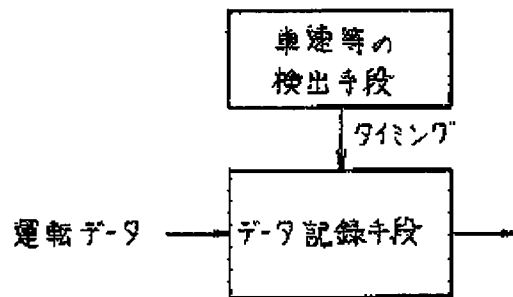 車速等の
検出手段
タイミング
運転データ
データ記録手段